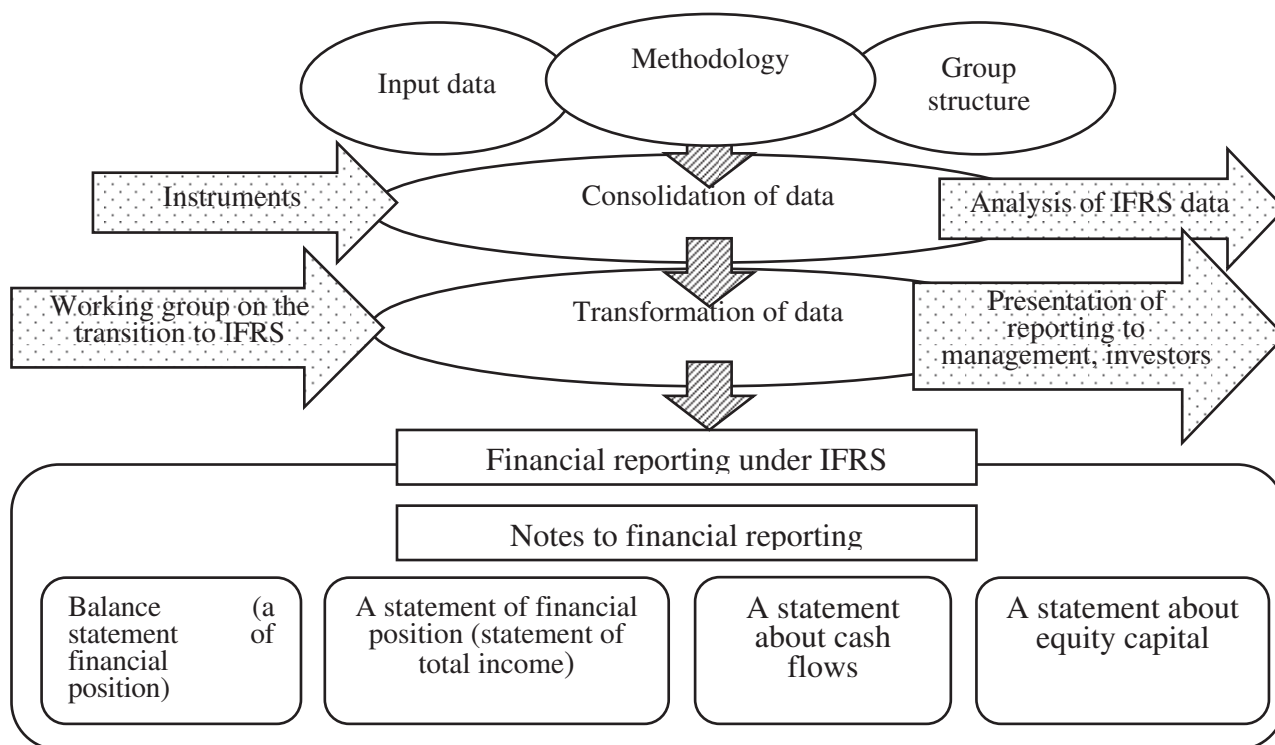 Input data
Methodology
Group
structure
Instruments
Consolidation of data
Analysis of IFRS data
Working group on the
transition to IFRS
Transformation of data
Presentation of
reporting to
management, investors
Financial reporting under IFRS
Notes to financial reporting
Balance (a
statement of
financial
position)
A statement of financial
position (statement of
total income)
A statement
about cash
flows
A statement about
equity capital